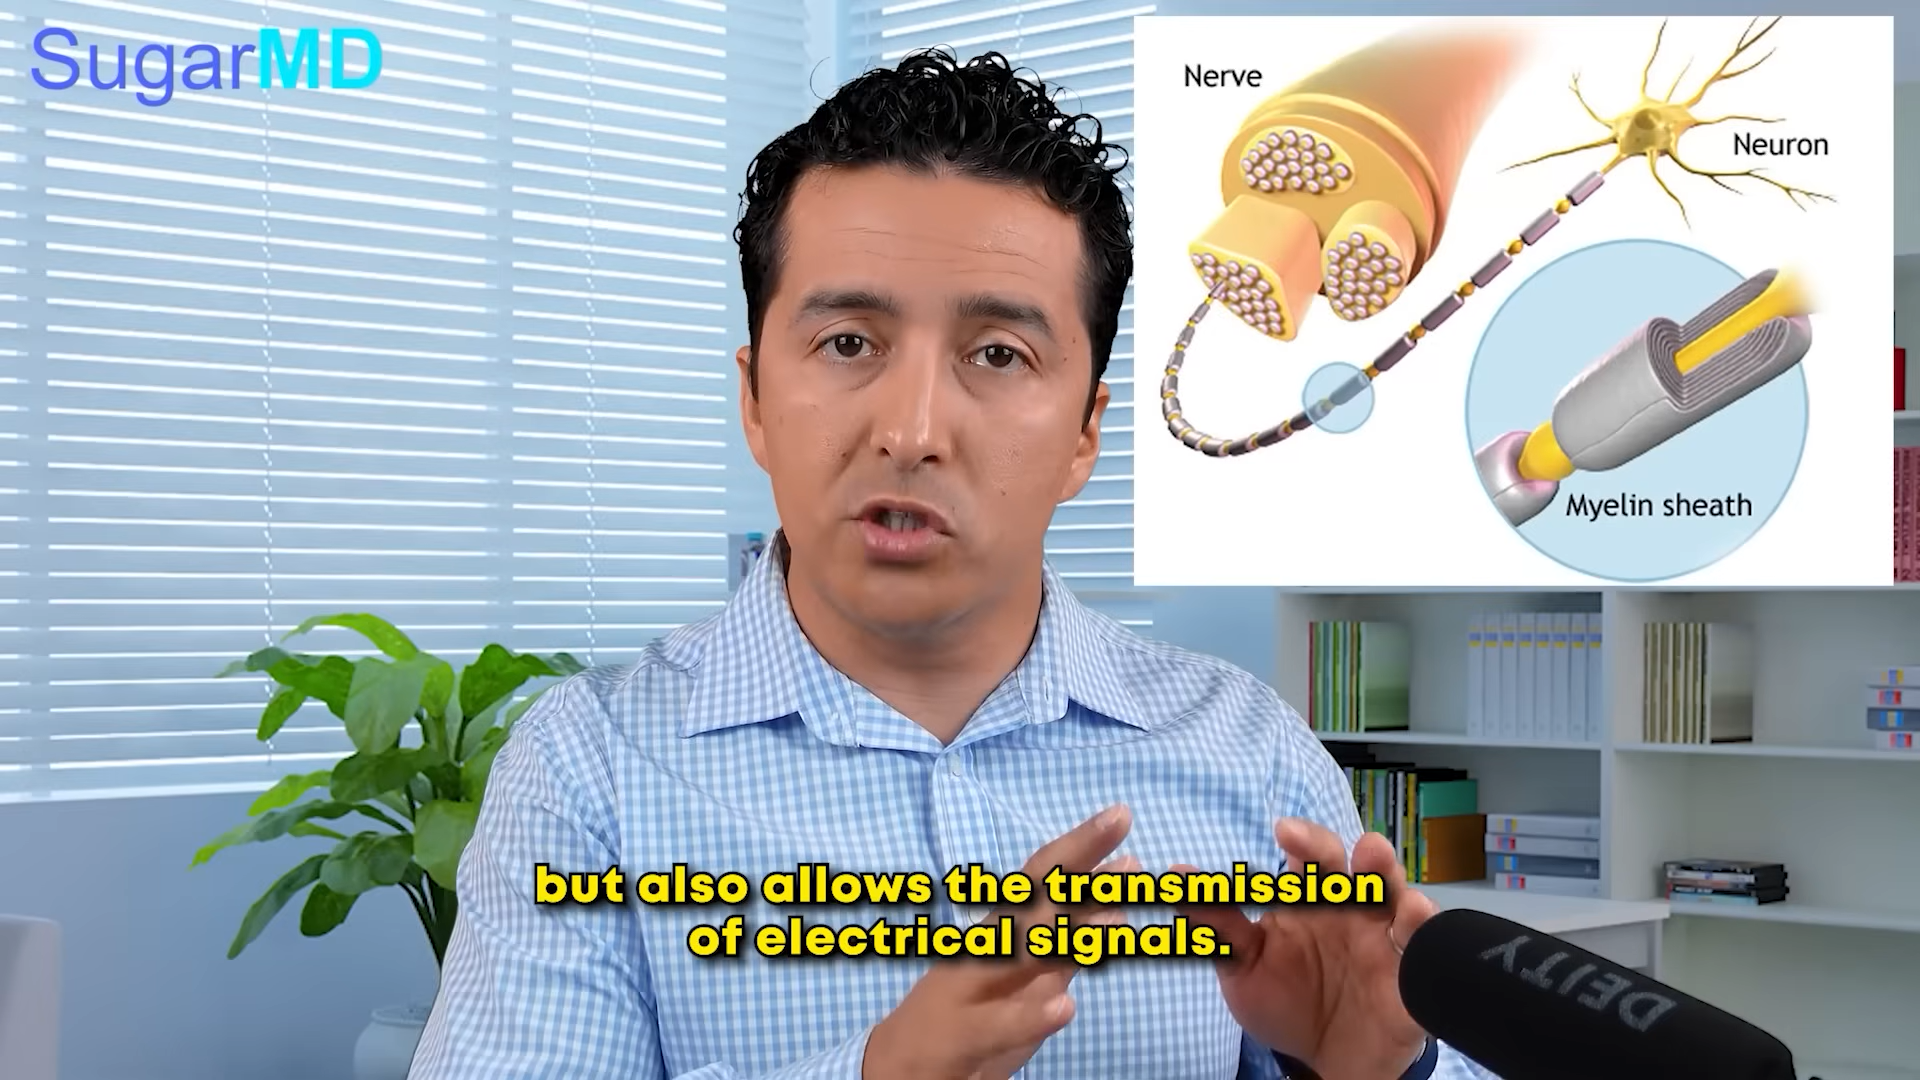 SugarMD
Nerve
Neuron
Myelin sheath
but also allows the transmission
of electrical signals.
DEITY